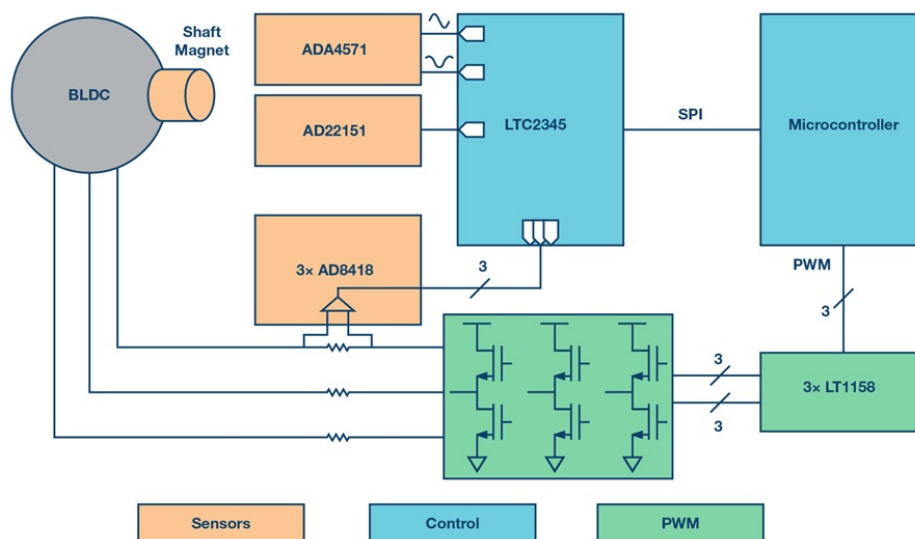 Shaft
Magnet
BLDC
ADA4571
AD22151
LTC2345
SPI
Microcontroller
3× AD8418
3
PWM
3
3
3
3× LT1158
Sensors
Control
PWM